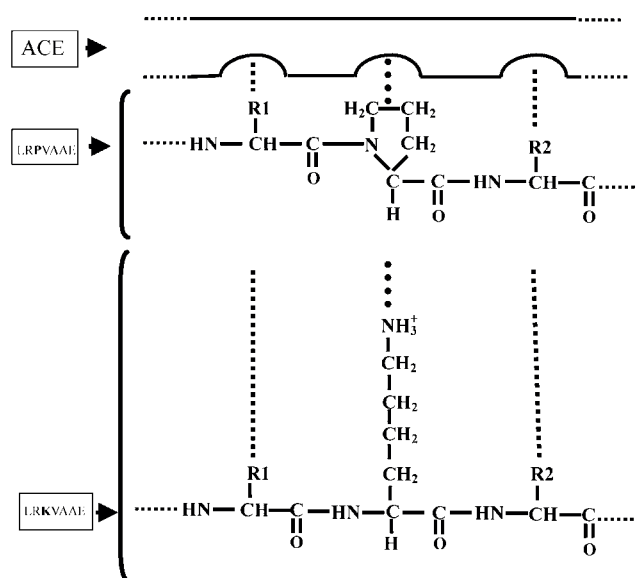 ACE
R1 H₂C CH₂
LRPVAAE HN CH C N CH₂ R2
O C C HN CH C
H O O
NH₃⁺
CH₂
CH₂
CH₂
R1 CH₂ R2
LRKVAAE HN CH C HN C C HN CH C
O H O O